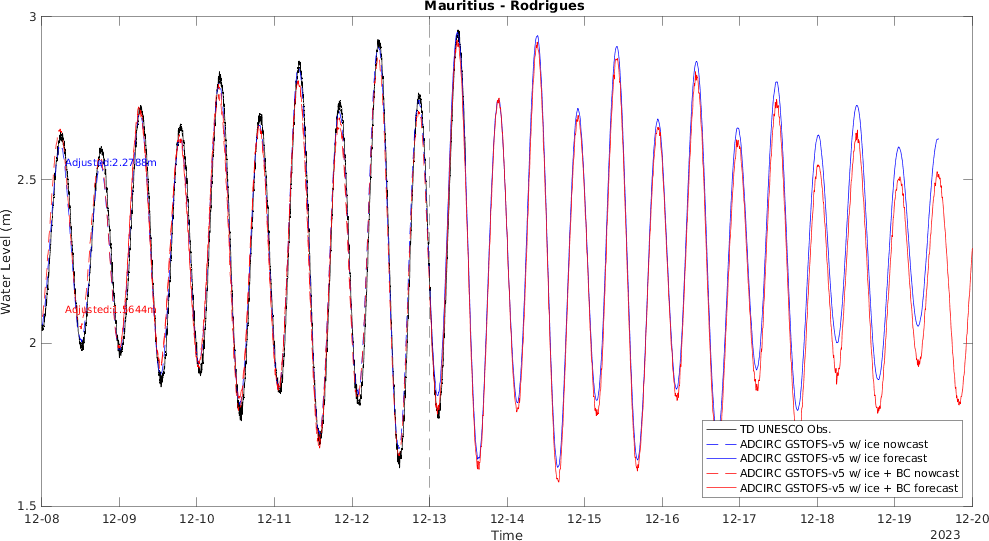 Mauritius - Rodrigues
3
2.5
2
1.5
Water Level (m)
Adjusted:2.2788m
TD UNESCO Obs.
ADCIRC GSTOFS-v5 w/ ice nowcast
ADCIRC GSTOFS-v5 w/ ice forecast
ADCIRC GSTOFS-v5 w/ ice + BC nowcast
ADCIRC GSTOFS-v5 w/ ice + BC forecast
12-08 12-09 12-10 12-11 12-12 12-13 12-14 12-15 12-16 12-17 12-18 12-19 12-20
Time
2023